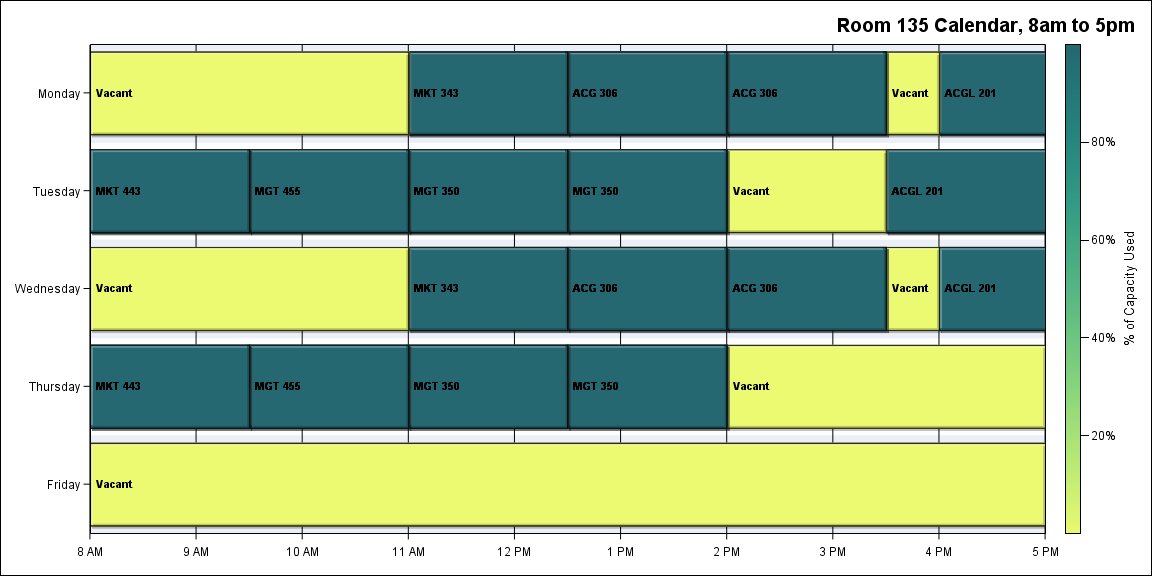 Room 135 Calendar, 8am to 5pm
Monday
Vacant
MKT 343
ACG 306
ACG 306
Vacant
ACGL 201
Tuesday
MKT 443
MGT 455
MGT 350
MGT 350
Vacant
ACGL 201
Wednesday
Vacant
MKT 343
ACG 306
ACG 306
Vacant
ACGL 201
Thursday
MKT 443
MGT 455
MGT 350
MGT 350
Vacant
Friday
Vacant
8 AM
9 AM
10 AM
11 AM
12 PM
1 PM
2 PM
3 PM
4 PM
5 PM
80%
60%
40%
20%
% of Capacity Used